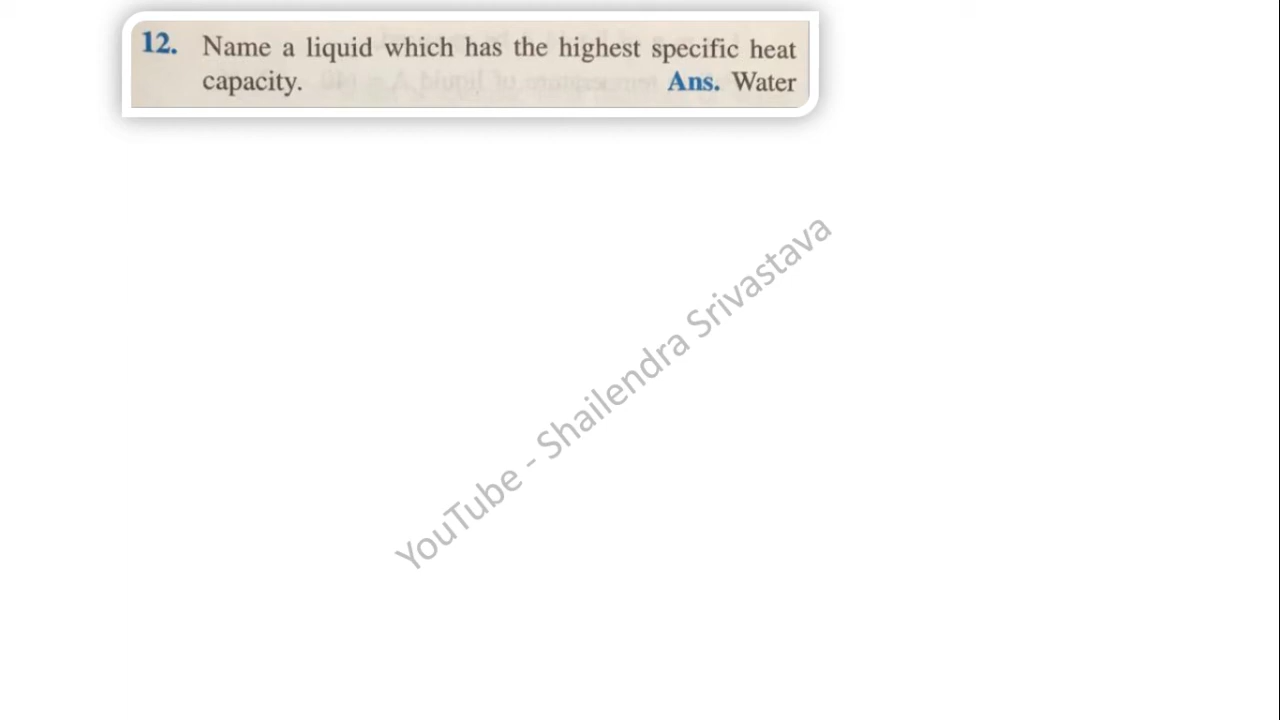 12. Name a liquid which has the highest specific heat
capacity. Ans. Water
YouTube - Shailendra Srivastava